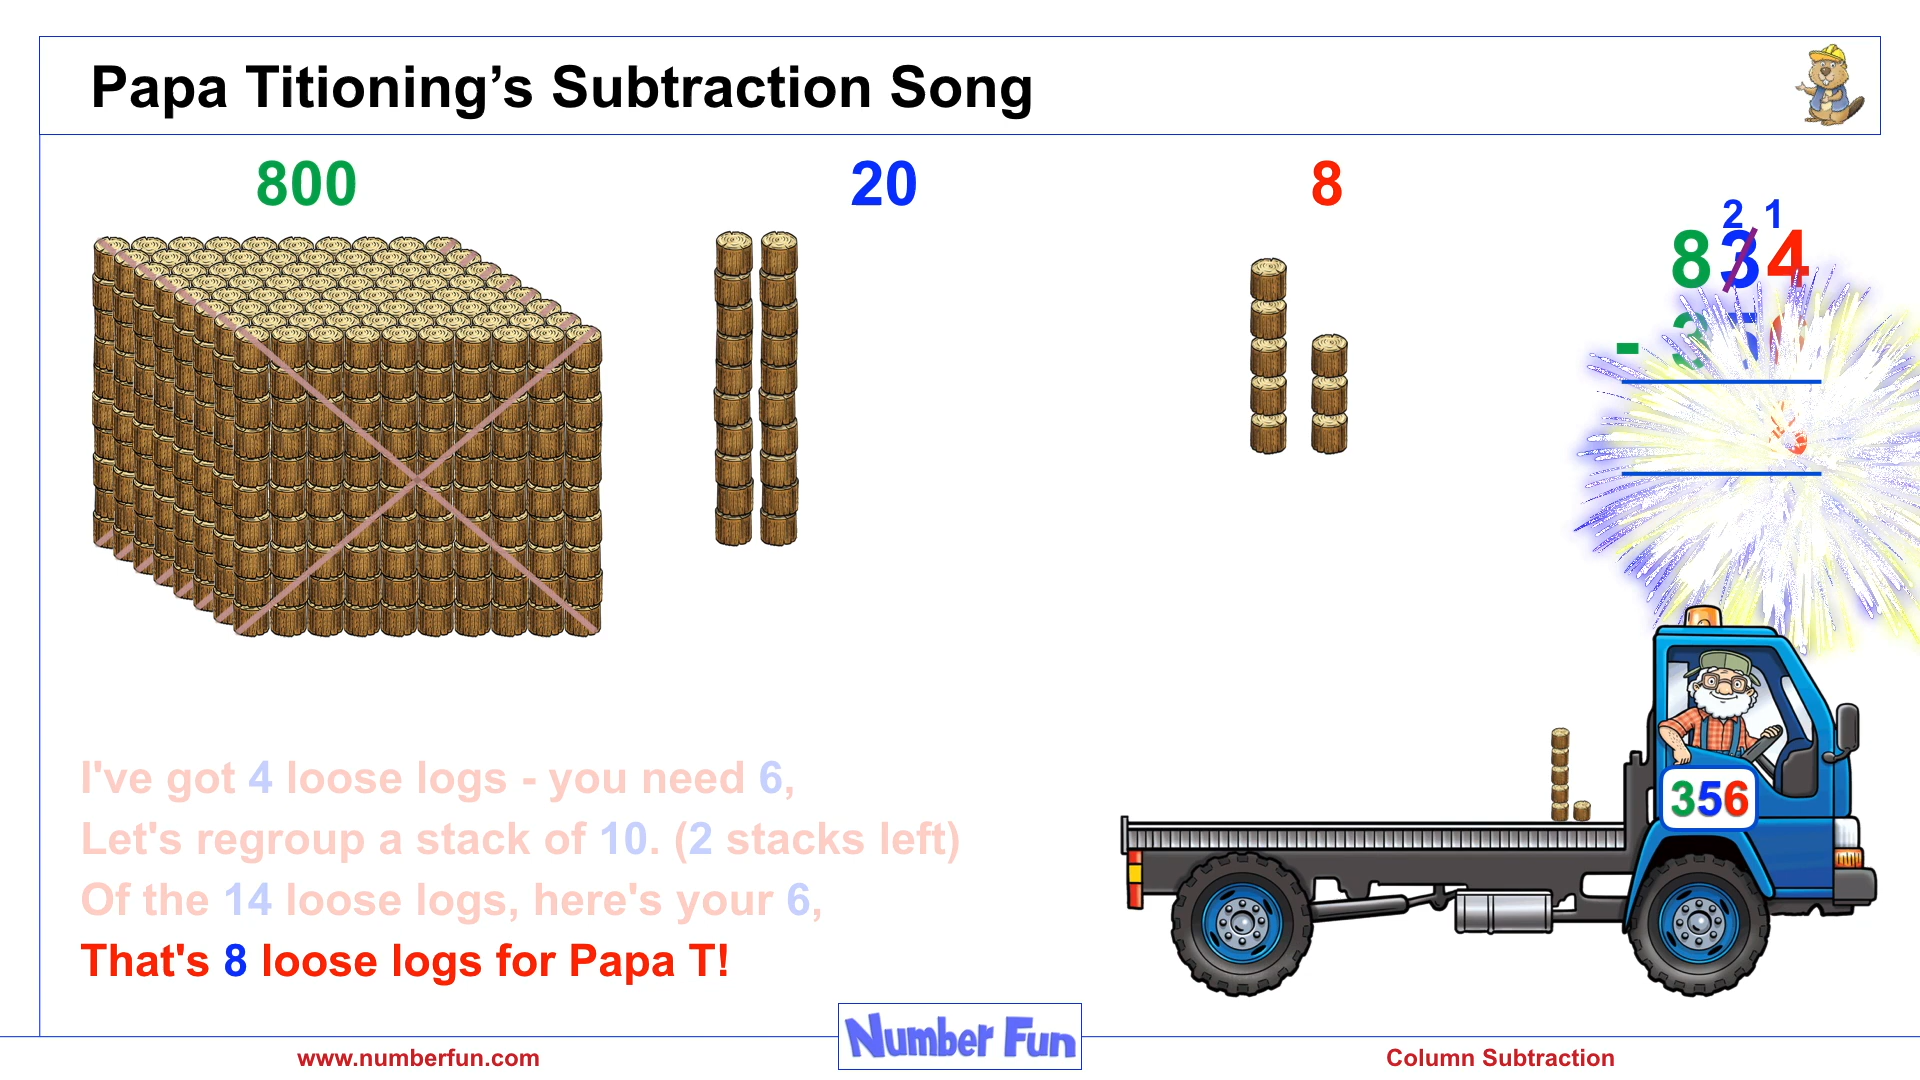 Papa Titioning’s Subtraction Song
800 20 8
2 1
834
- 3
I've got 4 loose logs - you need 6,
Let's regroup a stack of 10. (2 stacks left)
Of the 14 loose logs, here's your 6,
That's 8 loose logs for Papa T!
356
Number Fun
www.numberfun.com
Column Subtraction